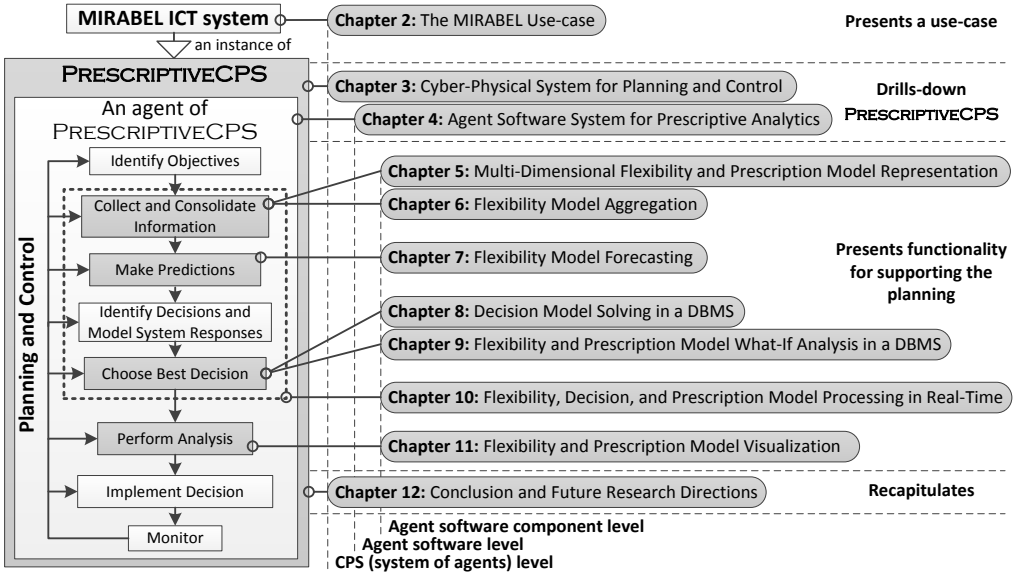 MIRABEL ICT system
Chapter 2: The MIRABEL Use-case
Presents a use-case
an instance of
PRESCRIPTIVECPS
Chapter 3: Cyber-Physical System for Planning and Control
Drills-down
PRESCRIPTIVECPS
An agent of
PRESCRIPTIVECPS
Chapter 4: Agent Software System for Prescriptive Analytics
Planning and Control
Identify Objectives
Collect and Consolidate
Information
Make Predictions
Identify Decisions and
Model System Responses
Choose Best Decision
Perform Analysis
Implement Decision
Monitor
Chapter 5: Multi-Dimensional Flexibility and Prescription Model Representation
Chapter 6: Flexibility Model Aggregation
Chapter 7: Flexibility Model Forecasting
Chapter 8: Decision Model Solving in a DBMS
Chapter 9: Flexibility and Prescription Model What-If Analysis in a DBMS
Chapter 10: Flexibility, Decision, and Prescription Model Processing in Real-Time
Chapter 11: Flexibility and Prescription Model Visualization
Presents functionality
for supporting the
planning
Chapter 12: Conclusion and Future Research Directions
Recapitulates
Agent software component level
Agent software level
CPS (system of agents) level